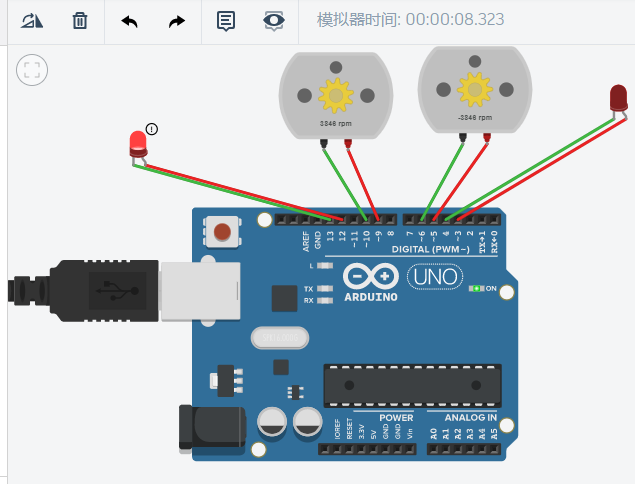 模拟器时间: 00:00:08.323
3846 rpm
-3846 rpm
AREF
GND
13
12
~11
~10
~9
8
7
~6
~5
4
~3
2
TX→1
RX←0
DIGITAL (PWM~)
L
TX
RX
ARDUINO
UNO
ON
POWER
ANALOG IN
IOREF
RESET
3.3V
5V
GND
GND
Vin
A0
A1
A2
A3
A4
A5